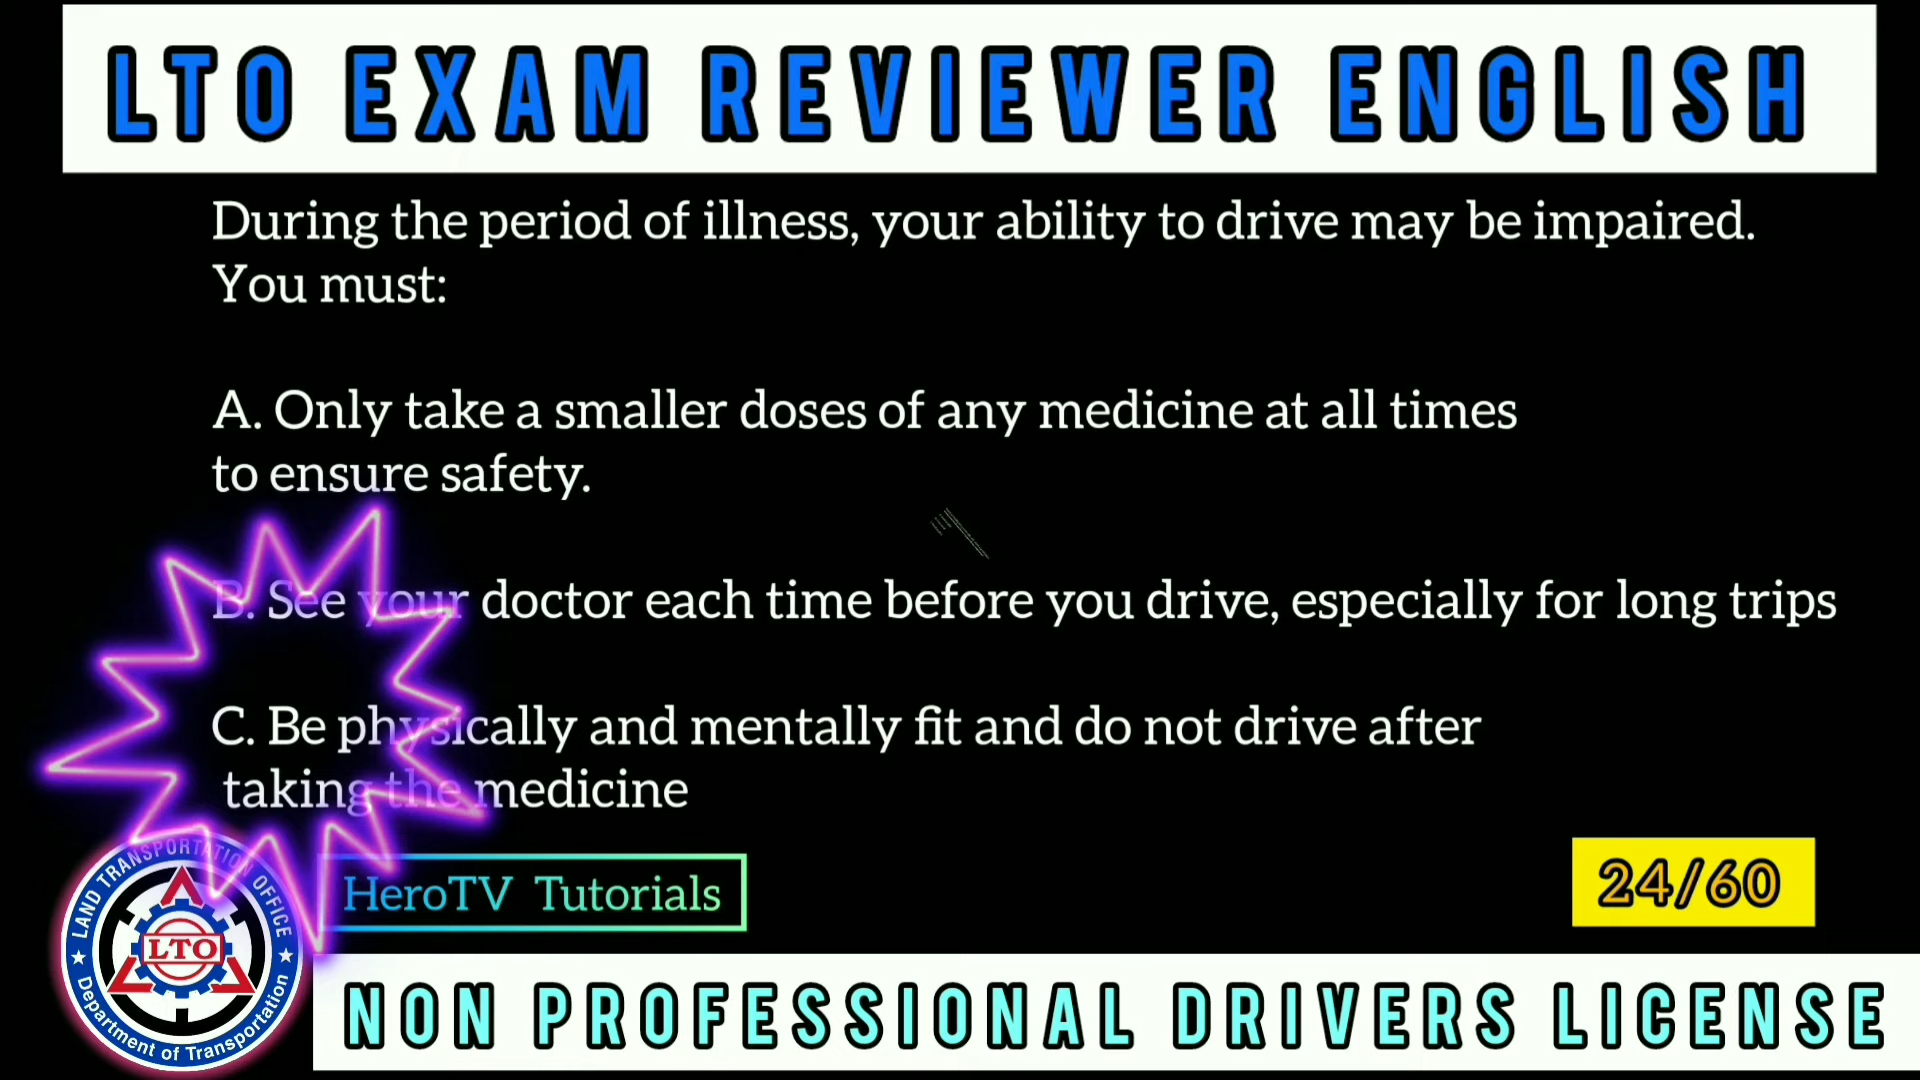 LTO EXAM REVIEWER ENGLISH
During the period of illness, your ability to drive may be impaired.
You must:
A. Only take a smaller doses of any medicine at all times
to ensure safety.
B. See your doctor each time before you drive, especially for long trips
C. Be physically and mentally fit and do not drive after
taking the medicine
HeroTV Tutorials
24/60
LAND TRANSPORTATION OFFICE
LTO
Department of Transportation
NON PROFESSIONAL DRIVERS LICENSE